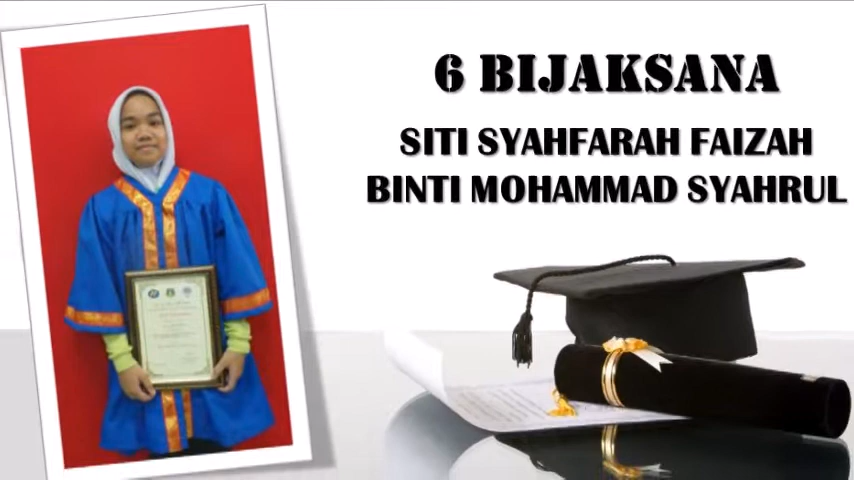 6 BIJAKSANA
SITI SYAHFARAH FAIZAH
BINTI MOHAMMAD SYAHRUL